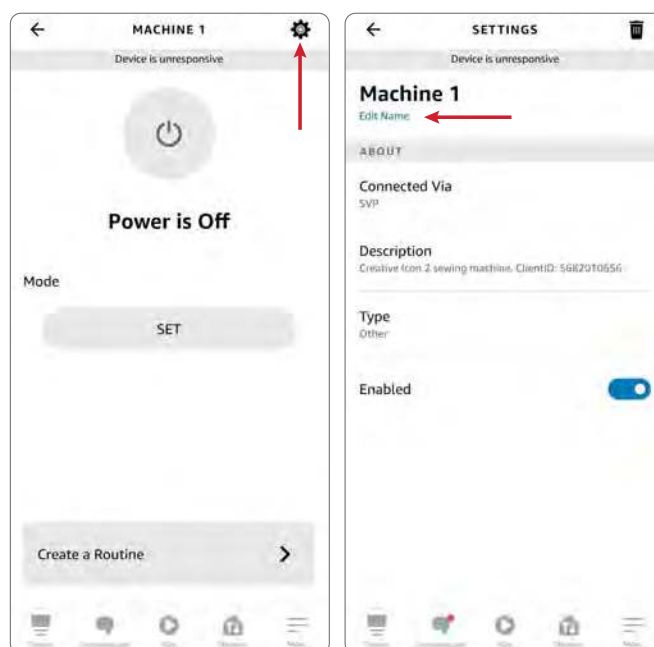 MACHINE 1
Device is unresponsive
Power is Off
Mode
SET
Create a Routine
SETTINGS
Device is unresponsive
Machine 1
Edit Name
ABOUT
Connected Via
SVP
Description
Creative Icon 2 sewing machine. ClientID: 5682010656
Type
Other
Enabled